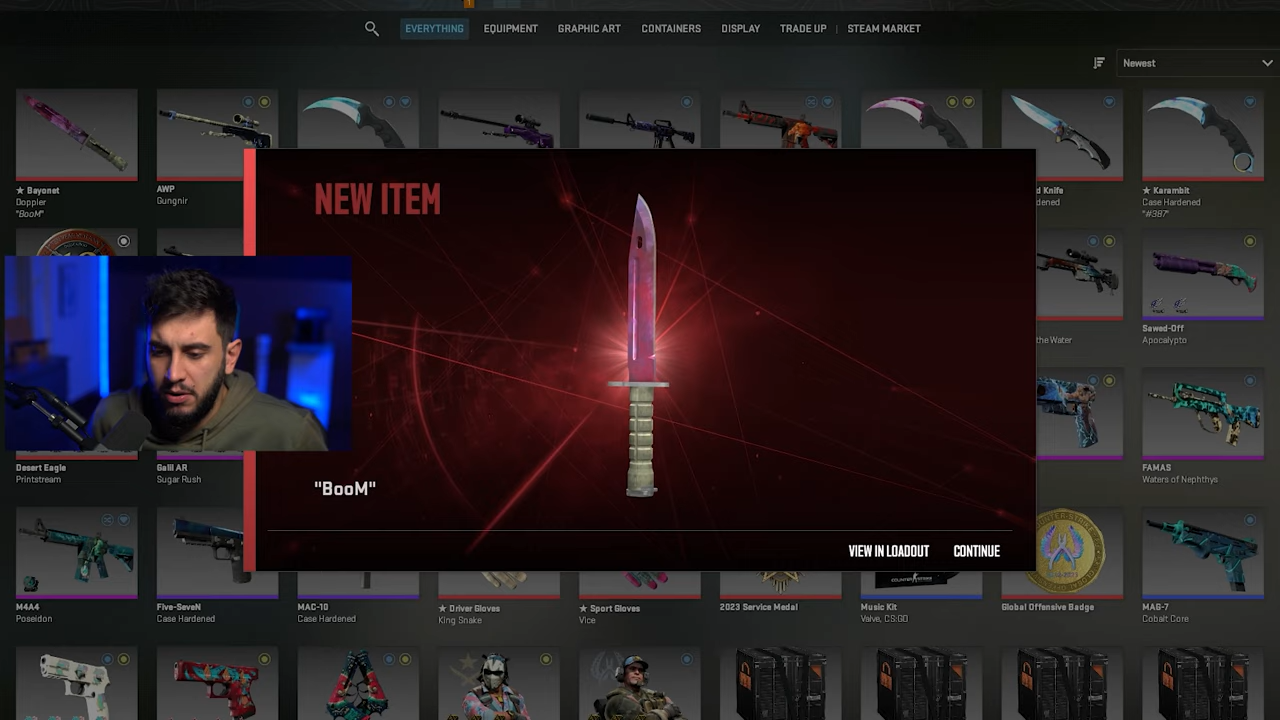 EVERYTHING
EQUIPMENT
GRAPHIC ART
CONTAINERS
DISPLAY
TRADE UP
STEAM MARKET
Newest
★ Bayonet
Doppler
"BooM"
AWP
Gungnir
d Knife
dened
★ Karambit
Case Hardened
"#387"
NEW ITEM
the Water
Sawed-Off
Apocalypto
Desert Eagle
Printstream
Galil AR
Sugar Rush
FAMAS
Waters of Nephthys
"BooM"
VIEW IN LOADOUT
CONTINUE
M4A4
Poseidon
Five-SeveN
Case Hardened
MAC-10
Case Hardened
★ Driver Gloves
King Snake
★ Sport Gloves
Vice
2023 Service Medal
COUNTER STRIKE
Music Kit
Valve, CS:GO
Global Offensive Badge
MAG-7
Cobalt Core